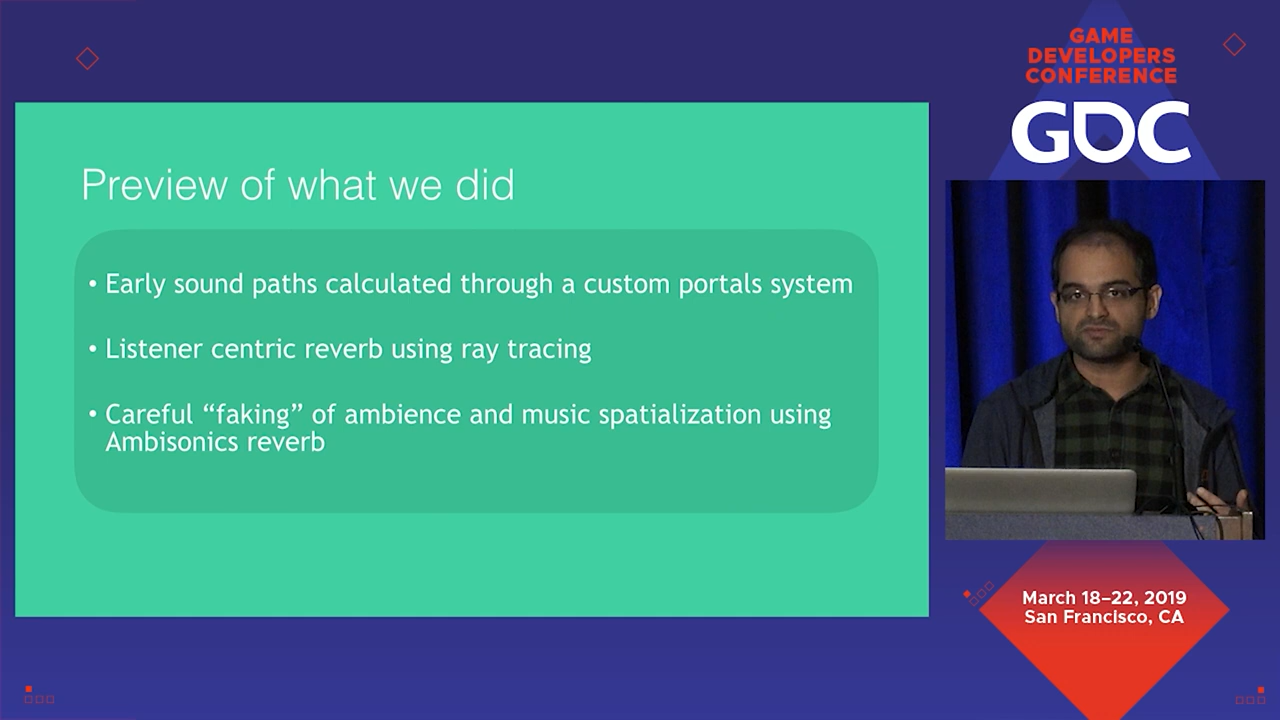 Preview of what we did
• Early sound paths calculated through a custom portals system
• Listener centric reverb using ray tracing
• Careful “faking” of ambience and music spatialization using
Ambisonics reverb
GAME
DEVELOPERS
CONFERENCE
GDC
March 18–22, 2019
San Francisco, CA